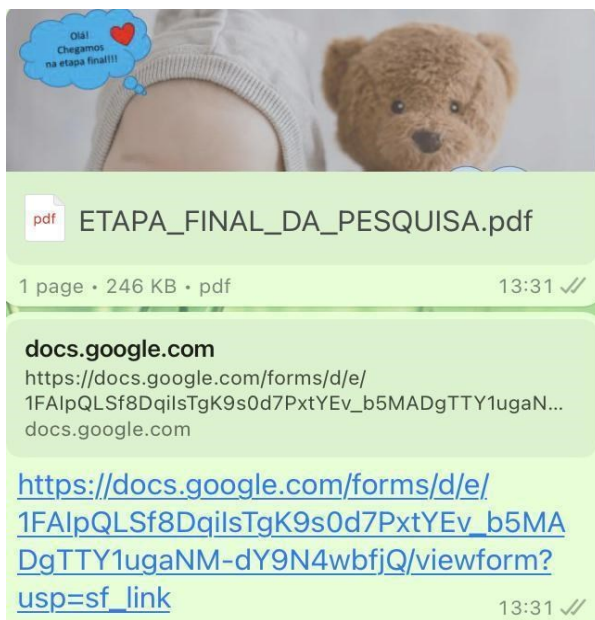 Olá!
Chegamos
na etapa final!!!
pdf
ETAPA_FINAL_DA_PESQUISA.pdf
1 page • 246 KB • pdf
13:31
docs.google.com
https://docs.google.com/forms/d/e/
1FAIpQLSf8DqiIsTgK9s0d7PxtYEv_b5MADgTTY1ugaN...
docs.google.com
https://docs.google.com/forms/d/e/
1FAIpQLSf8DqiIsTgK9s0d7PxtYEv_b5MA
DgTTY1ugaNM-dY9N4wbfjQ/viewform?
usp=sf_link
13:31